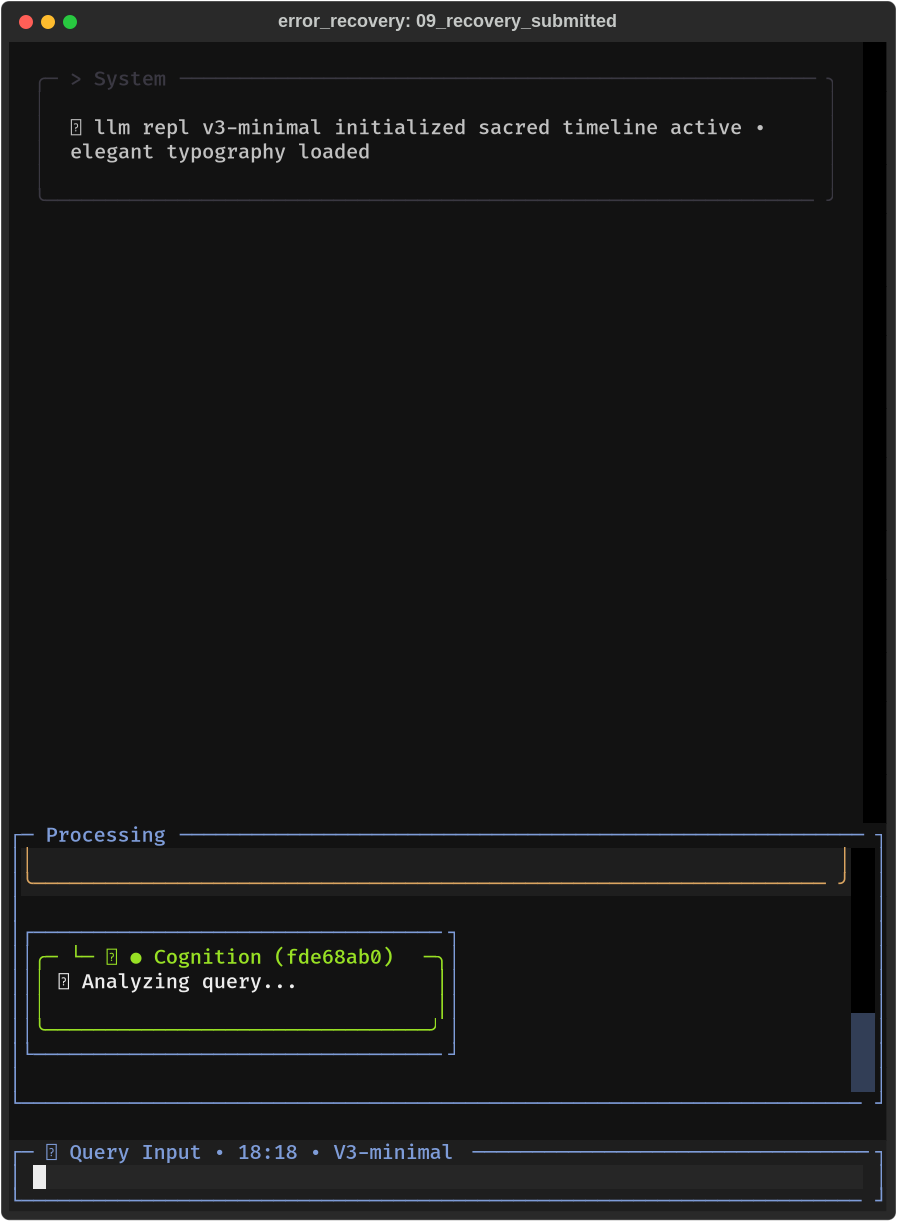 error_recovery: 09_recovery_submitted
> System
llm repl v3-minimal initialized sacred timeline active •
elegant typography loaded
Processing
└─ ● Cognition (fde68ab0)
Analyzing query...
Query Input • 18:18 • V3-minimal